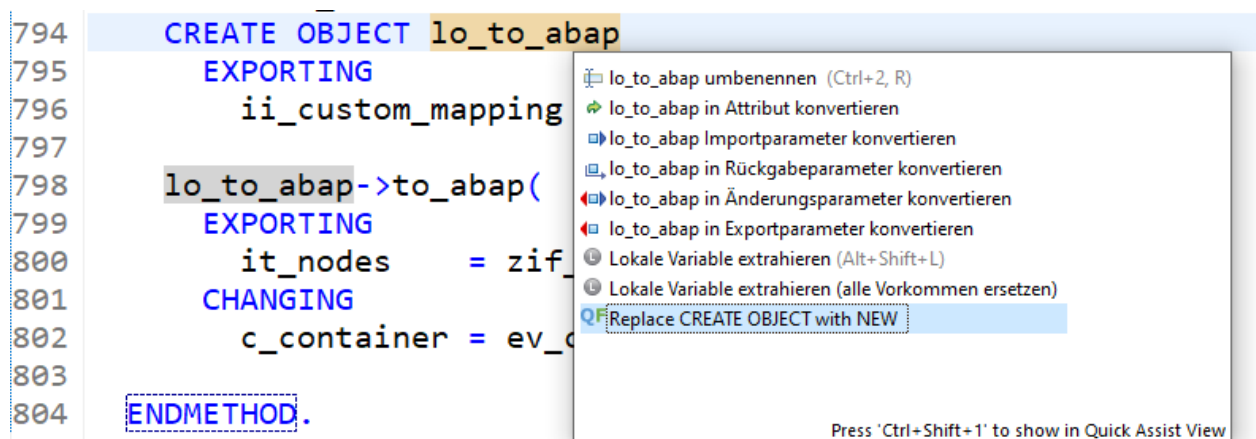 794 CREATE OBJECT lo_to_abap
795 EXPORTING
796 ii_custom_mapping
797
798 lo_to_abap->to_abap(
799 EXPORTING
800 it_nodes = zif_
801 CHANGING
802 c_container =
803
804 ENDMETHOD.
lo_to_abap umbenennen (Ctrl+2, R)
lo_to_abap in Attribut konvertieren
lo_to_abap Importparameter konvertieren
lo_to_abap in Rückgabeparameter konvertieren
lo_to_abap in Änderungsparameter konvertieren
lo_to_abap in Exportparameter konvertieren
L Lokale Variable extrahieren (Alt+Shift+L)
L Lokale Variable extrahieren (alle Vorkommen ersetzen)
QF Replace CREATE OBJECT with NEW
Press 'Ctrl+Shift+1' to show in Quick Assist View